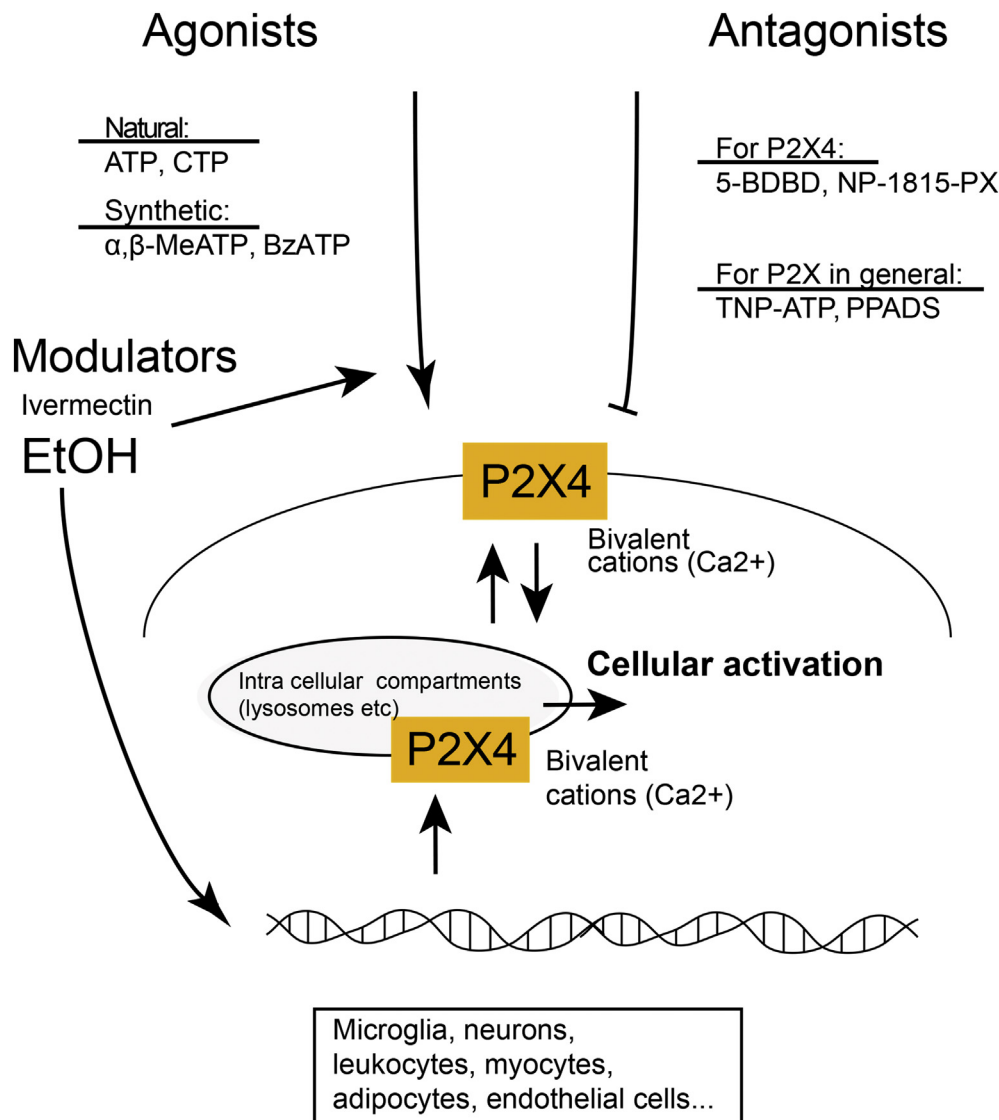 Agonists
Antagonists
Natural:
ATP, CTP
Synthetic:
α,β-MeATP, BzATP
For P2X4:
5-BDBD, NP-1815-PX
For P2X in general:
TNP-ATP, PPADS
Modulators
Ivermectin
EtOH
P2X4
Bivalent
cations (Ca2+)
Cellular activation
Intra cellular compartments
(lysosomes etc)
P2X4
Bivalent
cations (Ca2+)
Microglia, neurons,
leukocytes, myocytes,
adipocytes, endothelial cells...